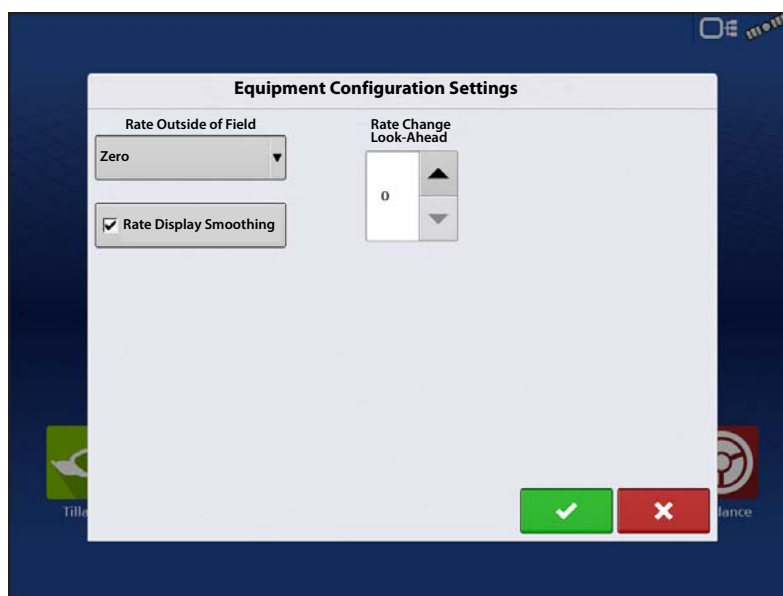 Equipment Configuration Settings
Rate Outside of Field
Rate Change
Look-Ahead
Zero
0
Rate Display Smoothing
Tilla
dance